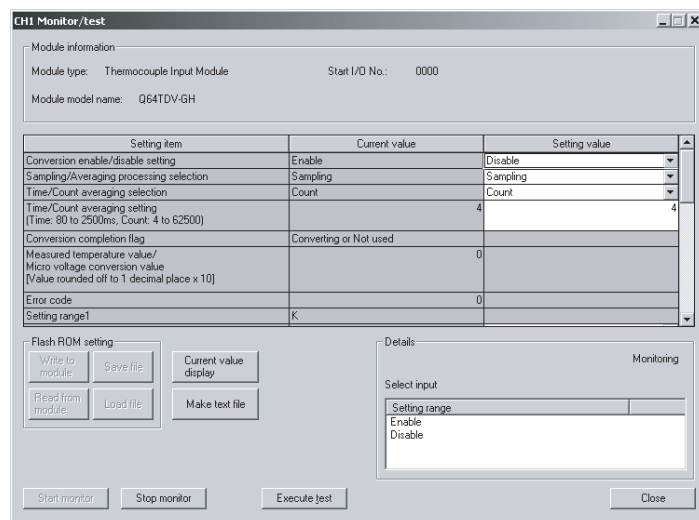 CH1 Monitor/test
Module information
Module type: Thermocouple Input Module Start I/O No.: 0000
Module model name: Q64TDV-GH
Setting item Current value Setting value
Conversion enable/disable setting Enable Disable
Sampling/Averaging processing selection Sampling Sampling
Time/Count averaging selection Count Count
Time/Count averaging setting 4 4
(Time: 80 to 2500ms, Count: 4 to 62500)
Conversion completion flag Converting or Not used
Measured temperature value/ 0
Micro voltage conversion value
[Value rounded off to 1 decimal place x 10]
Error code 0
Setting range1 K
Flash ROM setting
Write to
module
Save file
Read from
module
Load file
Current value
display
Make text file
Details
Monitoring
Select input
Setting range
Enable
Disable
Start monitor Stop monitor Execute test Close